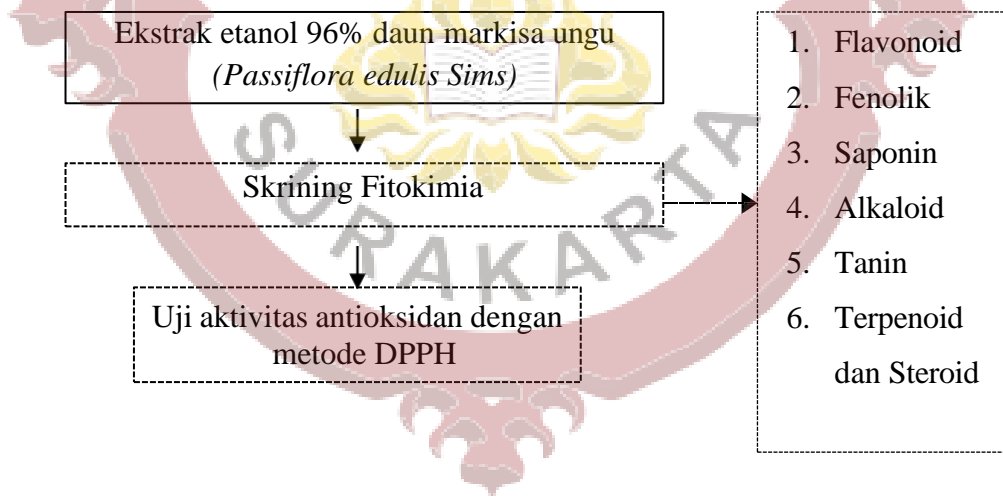 Ekstrak etanol 96% daun markisa ungu
(Passiflora edulis Sims)
Skrining Fitokimia
Uji aktivitas antioksidan dengan
metode DPPH
1. Flavonoid
2. Fenolik
3. Saponin
4. Alkaloid
5. Tanin
6. Terpenoid
dan Steroid
SURAKARTA